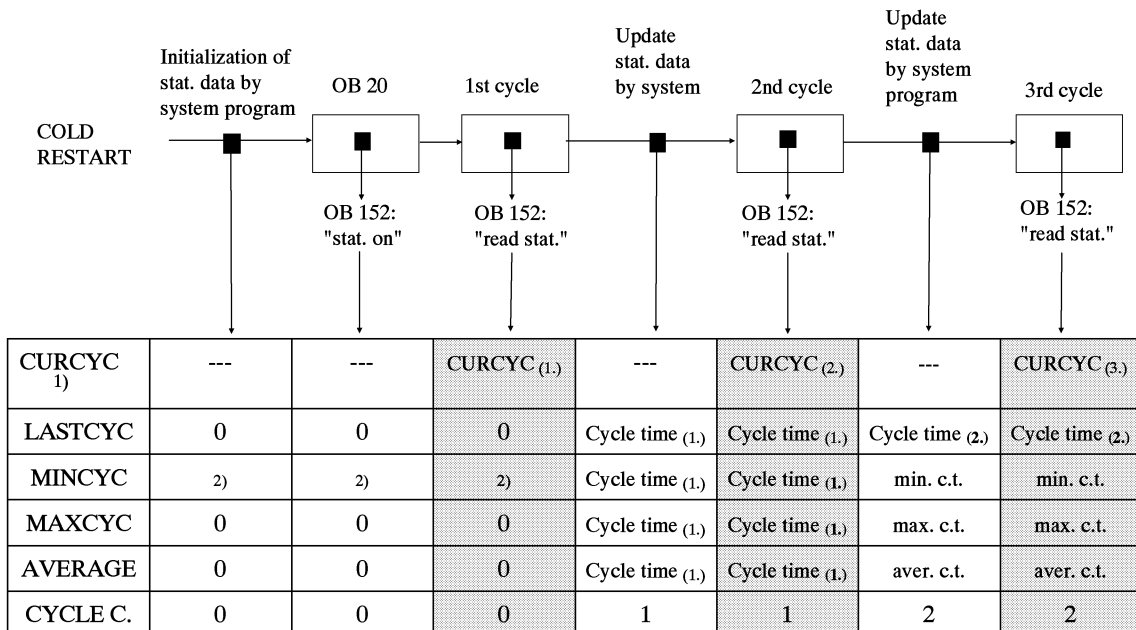 Initialization of
stat. data by
system program
OB 20
1st cycle
Update
stat. data
by system
2nd cycle
Update
stat. data
by system
program
3rd cycle
COLD
RESTART
OB 152:
"stat. on"
OB 152:
"read stat."
OB 152:
"read stat."
OB 152:
"read stat."
CURCYC 1) --- --- CURCYC (1.) --- CURCYC (2.) --- CURCYC (3.)
LASTCYC 0 0 0 Cycle time (1.) Cycle time (1.) Cycle time (2.) Cycle time (2.)
MINCYC 2) 2) 2) Cycle time (1.) Cycle time (1.) min. c.t. min. c.t.
MAXCYC 0 0 0 Cycle time (1.) Cycle time (1.) max. c.t. max. c.t.
AVERAGE 0 0 0 Cycle time (1.) Cycle time (1.) aver. c.t. aver. c.t.
CYCLE C. 0 0 0 1 1 2 2